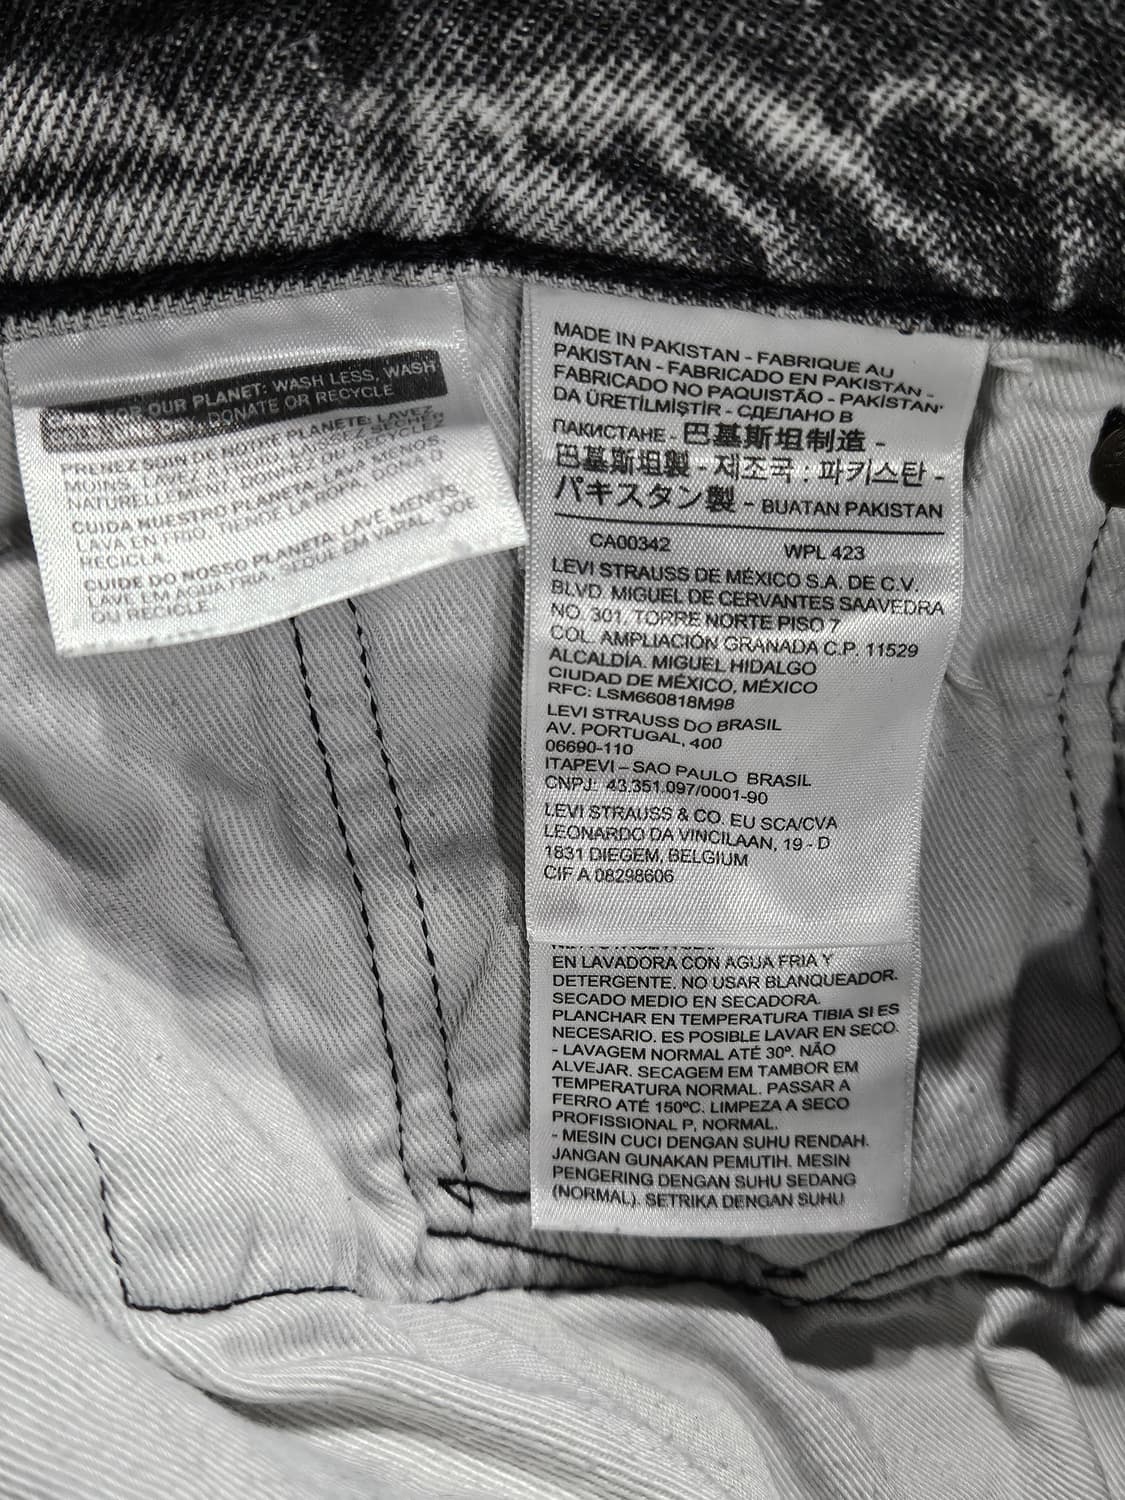 FOR OUR PLANET: WASH LESS, WASH
DONATE OR RECYCLE
PRENEZ SOIN DE NOTRE PLANETE: LAVEZ
MOINS, LAVEZ A FROID,
NATURELLEMENT, DONNEZ OU RECYCLEZ
CUIDA NUESTRO PLANETA: LAVA MENOS,
LAVA EN FRIO, TIENDE LA ROPA, DONA O
RECICLA.
CUIDE DO NOSSO PLANETA: LAVE MENOS,
LAVE EM AGUA FRIA, SEQUE EM VARAL, DOE
OU RECICLE.
MADE IN PAKISTAN - FABRIQUE AU
PAKISTAN - FABRICADO EN PAKISTÁN -
FABRICADO NO PAQUISTÃO - PAKİSTAN'
DA ÜRETİLMİŞTİR - СДЕЛАНО В
ПАКИСТАНЕ - 巴基斯坦制造 -
巴基斯坦製 - 제조국 : 파키스탄 -
パキスタン製 - BUATAN PAKISTAN
CA00342 WPL 423
LEVI STRAUSS DE MÉXICO S.A. DE C.V.
BLVD. MIGUEL DE CERVANTES SAAVEDRA
NO. 301, TORRE NORTE PISO 7
COL. AMPLIACIÓN GRANADA C.P. 11529
ALCALDÍA. MIGUEL HIDALGO
CIUDAD DE MÉXICO, MÉXICO
RFC: LSM660818M98
LEVI STRAUSS DO BRASIL
AV. PORTUGAL, 400
06690-110
ITAPEVI – SAO PAULO BRASIL
CNPJ: 43.351.097/0001-90
LEVI STRAUSS & CO. EU SCA/CVA
LEONARDO DA VINCILAAN, 19 - D
1831 DIEGEM, BELGIUM
CIF A 08298606
EN LAVADORA CON AGUA FRIA Y
DETERGENTE. NO USAR BLANQUEADOR.
SECADO MEDIO EN SECADORA.
PLANCHAR EN TEMPERATURA TIBIA SI ES
NECESARIO. ES POSIBLE LAVAR EN SECO.
- LAVAGEM NORMAL ATÉ 30º. NÃO
ALVEJAR. SECAGEM EM TAMBOR EM
TEMPERATURA NORMAL. PASSAR A
FERRO ATÉ 150ºC. LIMPEZA A SECO
PROFISSIONAL P, NORMAL.
- MESIN CUCI DENGAN SUHU RENDAH.
JANGAN GUNAKAN PEMUTIH. MESIN
PENGERING DENGAN SUHU SEDANG
(NORMAL). SETRIKA DENGAN SUHU